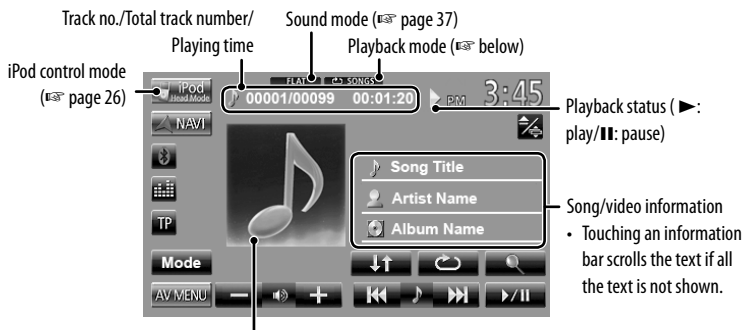 Track no./Total track number/
Playing time
Sound mode (☞ page 37)
Playback mode (☞ below)
iPod control mode
(☞ page 26)
iPod
Head Mode
FLAT
SONGS
00001/00099 00:01:20
PM 3:45
NAVI
TP
Mode
AV MENU
Song Title
Artist Name
Album Name
Playback status (►:
play/⏸: pause)
Song/video information
• Touching an information
bar scrolls the text if all
the text is not shown.